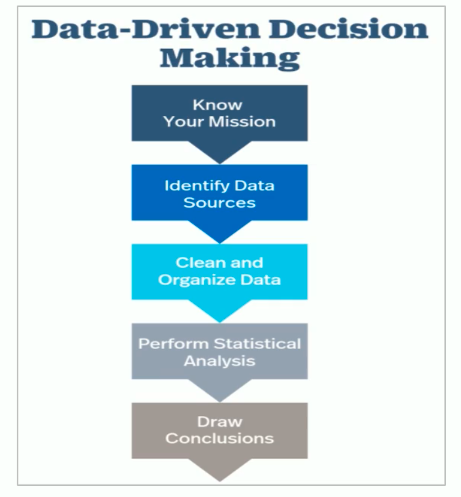 Data-Driven Decision
Making
Know
Your Mission
Identify Data
Sources
Clean and
Organize Data
Perform Statistical
Analysis
Draw
Conclusions